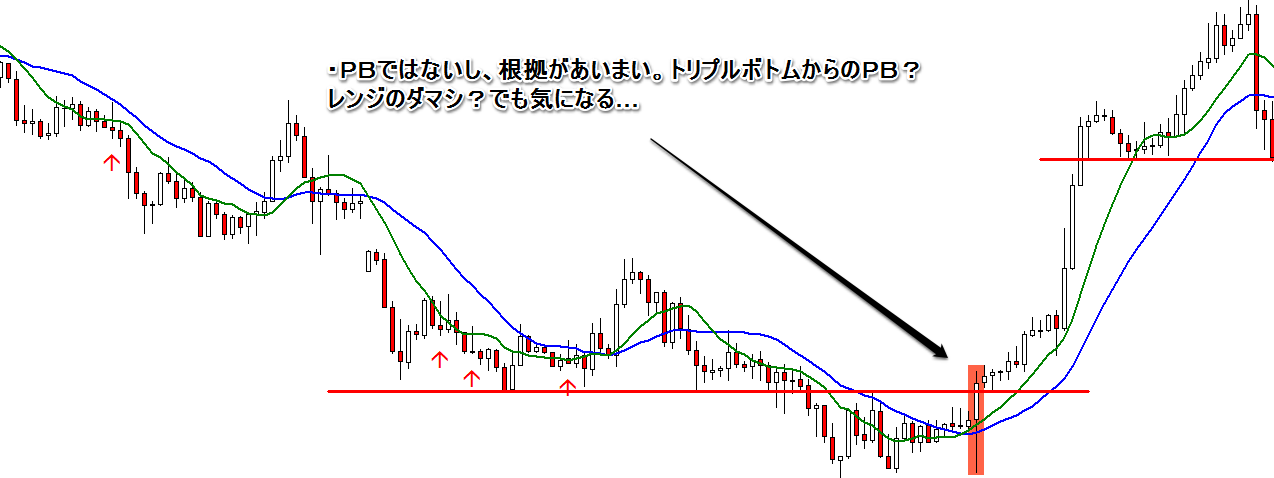 ・ＰＢではないし、根拠があいまい。トリプルボトムからのＰＢ？
レンジのダマシ？でも気になる…